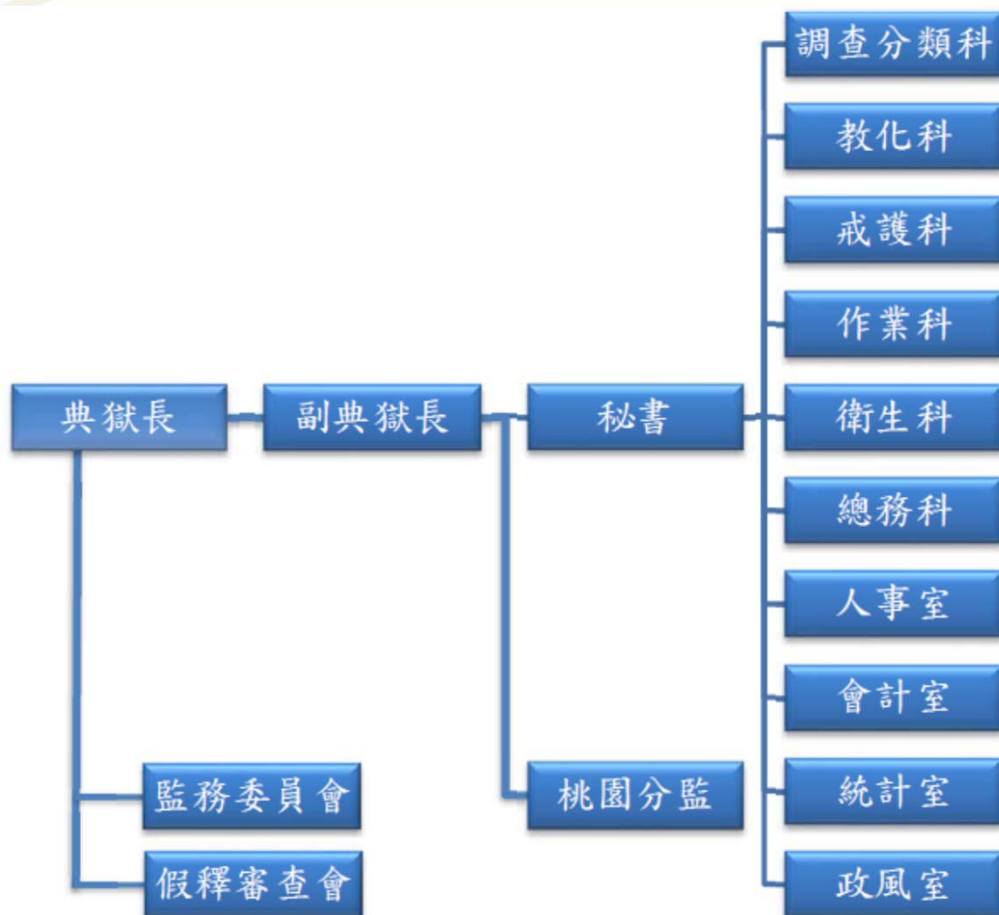 典獄長
副典獄長
秘書
調查分類科
教化科
戒護科
作業科
衛生科
總務科
人事室
會計室
統計室
政風室
桃園分監
監務委員會
假釋審查會